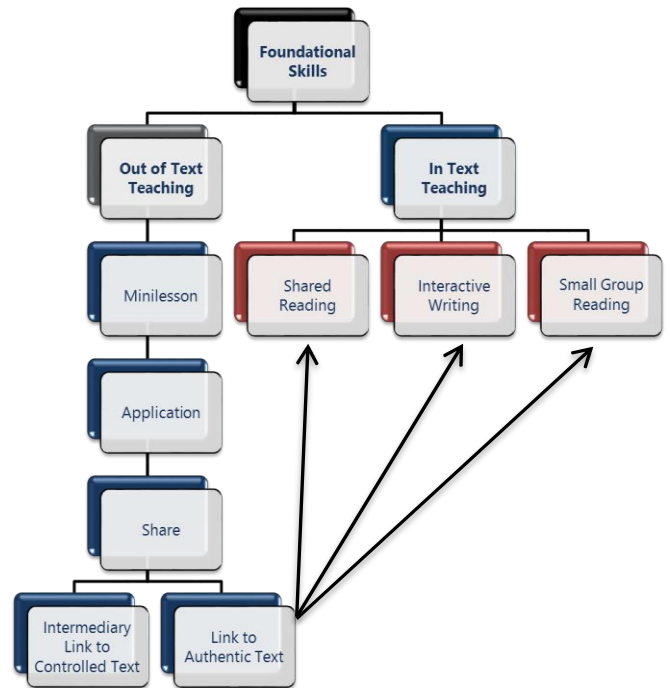 Foundational
Skills
Out of Text
Teaching
In Text
Teaching
Minilesson
Shared
Reading
Interactive
Writing
Small Group
Reading
Application
Share
Intermediary
Link to
Controlled Text
Link to
Authentic Text